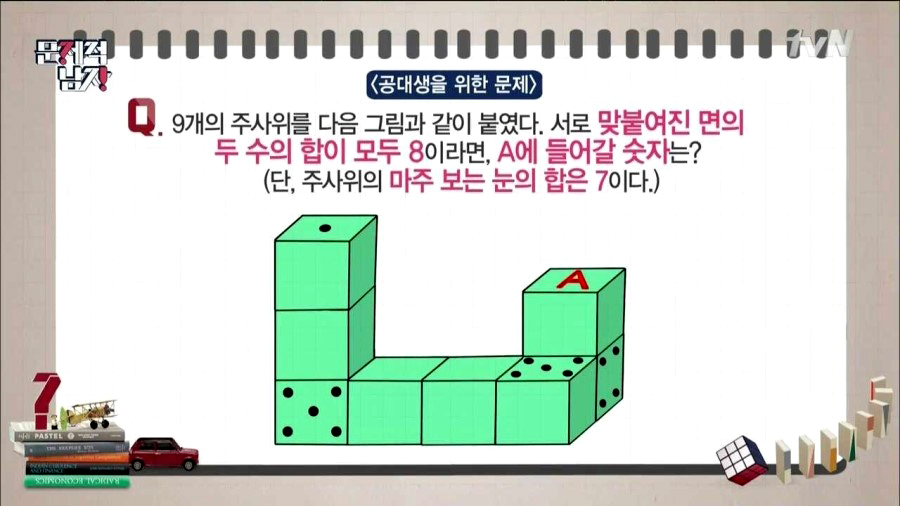 문제적
남자
tvN
<공대생을 위한 문제>
Q. 9개의 주사위를 다음 그림과 같이 붙였다. 서로 맞붙여진 면의
두 수의 합이 모두 8이라면, A에 들어갈 숫자는?
(단, 주사위의 마주 보는 눈의 합은 7이다.)
A
7
PASTEL
RADICAL ECONOMICS